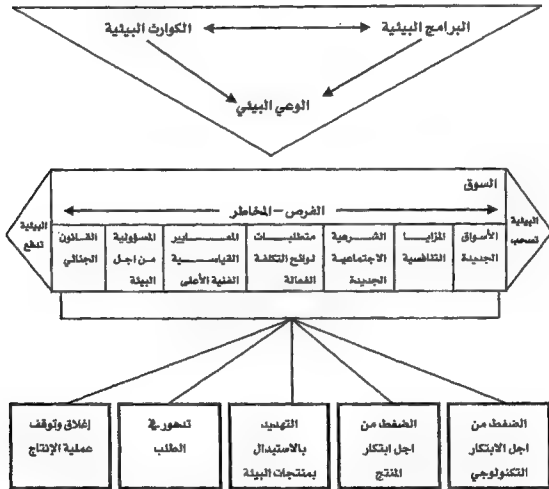 البرامج البيئية
الكوارث البيئية
الوعي البيئي
السوق
الفرص – المخاطر
البيئية
تسحب
الأسواق
الجديدة
المزايا
التنافسية
الشرعية
الاجتماعية
الجديدة
متطلبات
لوائح التكلفة
الفعالة
المعايير
القياسية
الفنية الأعلى
المسؤولية
من اجل
البيئة
القانون
الجنائي
البيئية
تدفع
الضغط من
اجل الابتكار
التكنولوجي
الضغط من
اجل ابتكار
المنتج
التهديد
بالاستبدال
بمنتجات البيئة
تدهور في
الطلب
إغلاق وتوقف
عملية الإنتاج